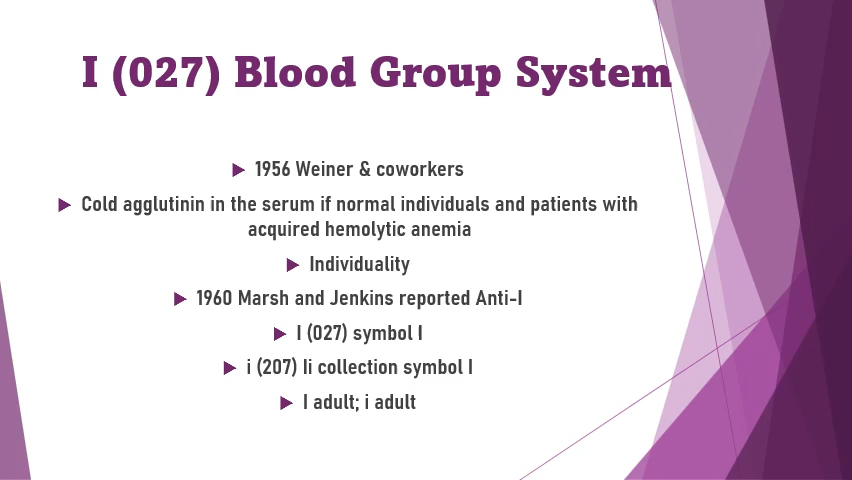 I (027) Blood Group System
1956 Weiner & coworkers
Cold agglutinin in the serum if normal individuals and patients with
acquired hemolytic anemia
Individuality
1960 Marsh and Jenkins reported Anti-I
I (027) symbol I
i (207) Ii collection symbol I
I adult; i adult